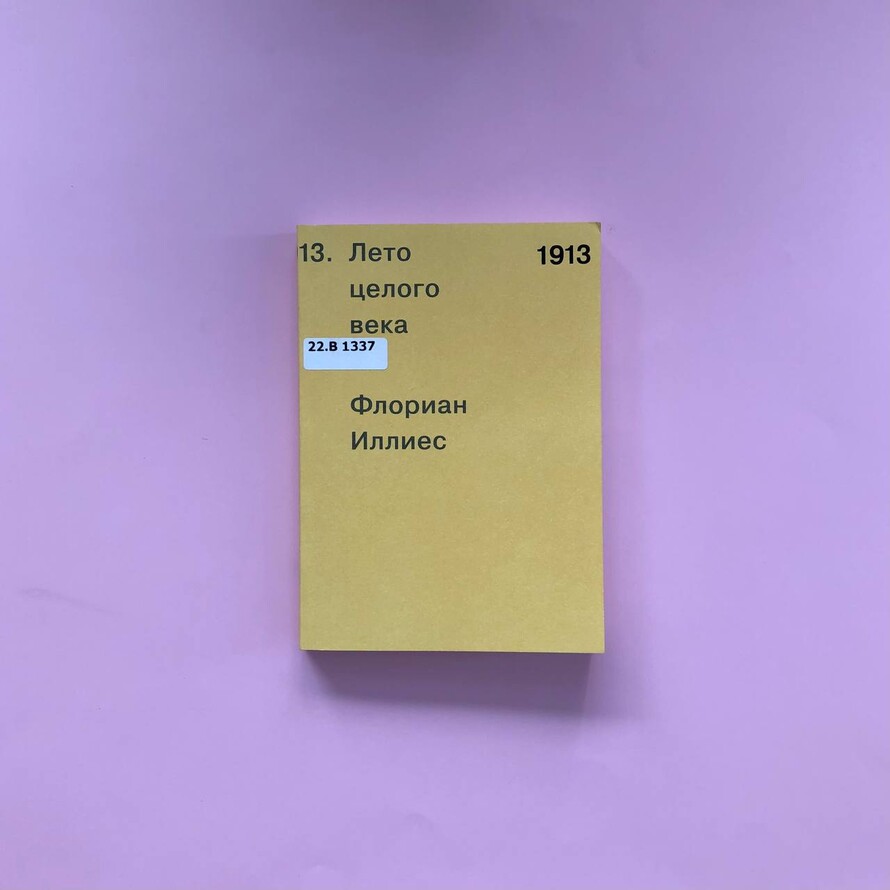 13. Лето 1913
целого
века
22.B 1337
Флориан
Иллиес